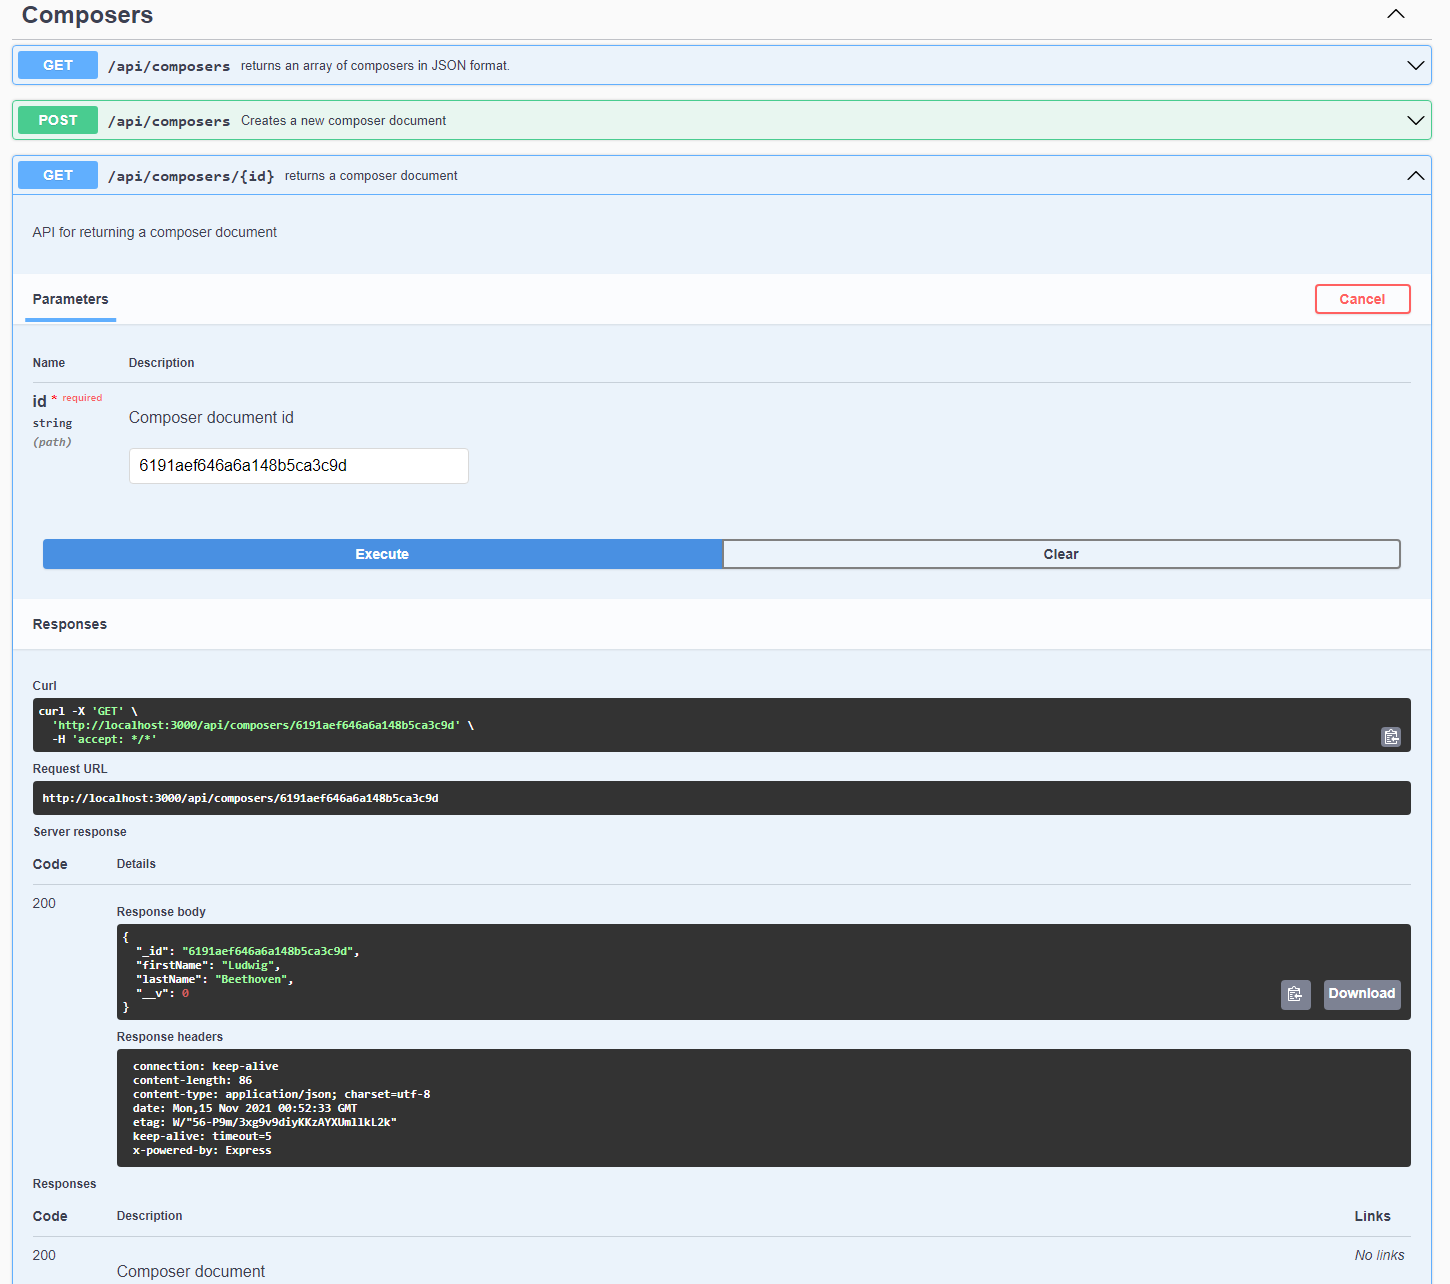 Composers
GET /api/composers returns an array of composers in JSON format.
POST /api/composers Creates a new composer document
GET /api/composers/{id} returns a composer document
API for returning a composer document
Parameters Cancel
Name Description
id * required
string
(path)
Composer document id
6191aef646a6a148b5ca3c9d
Execute Clear
Responses
Curl
curl -X 'GET' \
'http://localhost:3000/api/composers/6191aef646a6a148b5ca3c9d' \
-H 'accept: */*'
Request URL
http://localhost:3000/api/composers/6191aef646a6a148b5ca3c9d
Server response
Code Details
200
Response body
{
"_id": "6191aef646a6a148b5ca3c9d",
"firstName": "Ludwig",
"lastName": "Beethoven",
"__v": 0
}
Download
Response headers
connection: keep-alive
content-length: 86
content-type: application/json; charset=utf-8
date: Mon,15 Nov 2021 00:52:33 GMT
etag: W/"56-P9m/3xg9v9diyKKzAYXUmllkL2k"
keep-alive: timeout=5
x-powered-by: Express
Responses
Code Description Links
200 No links
Composer document